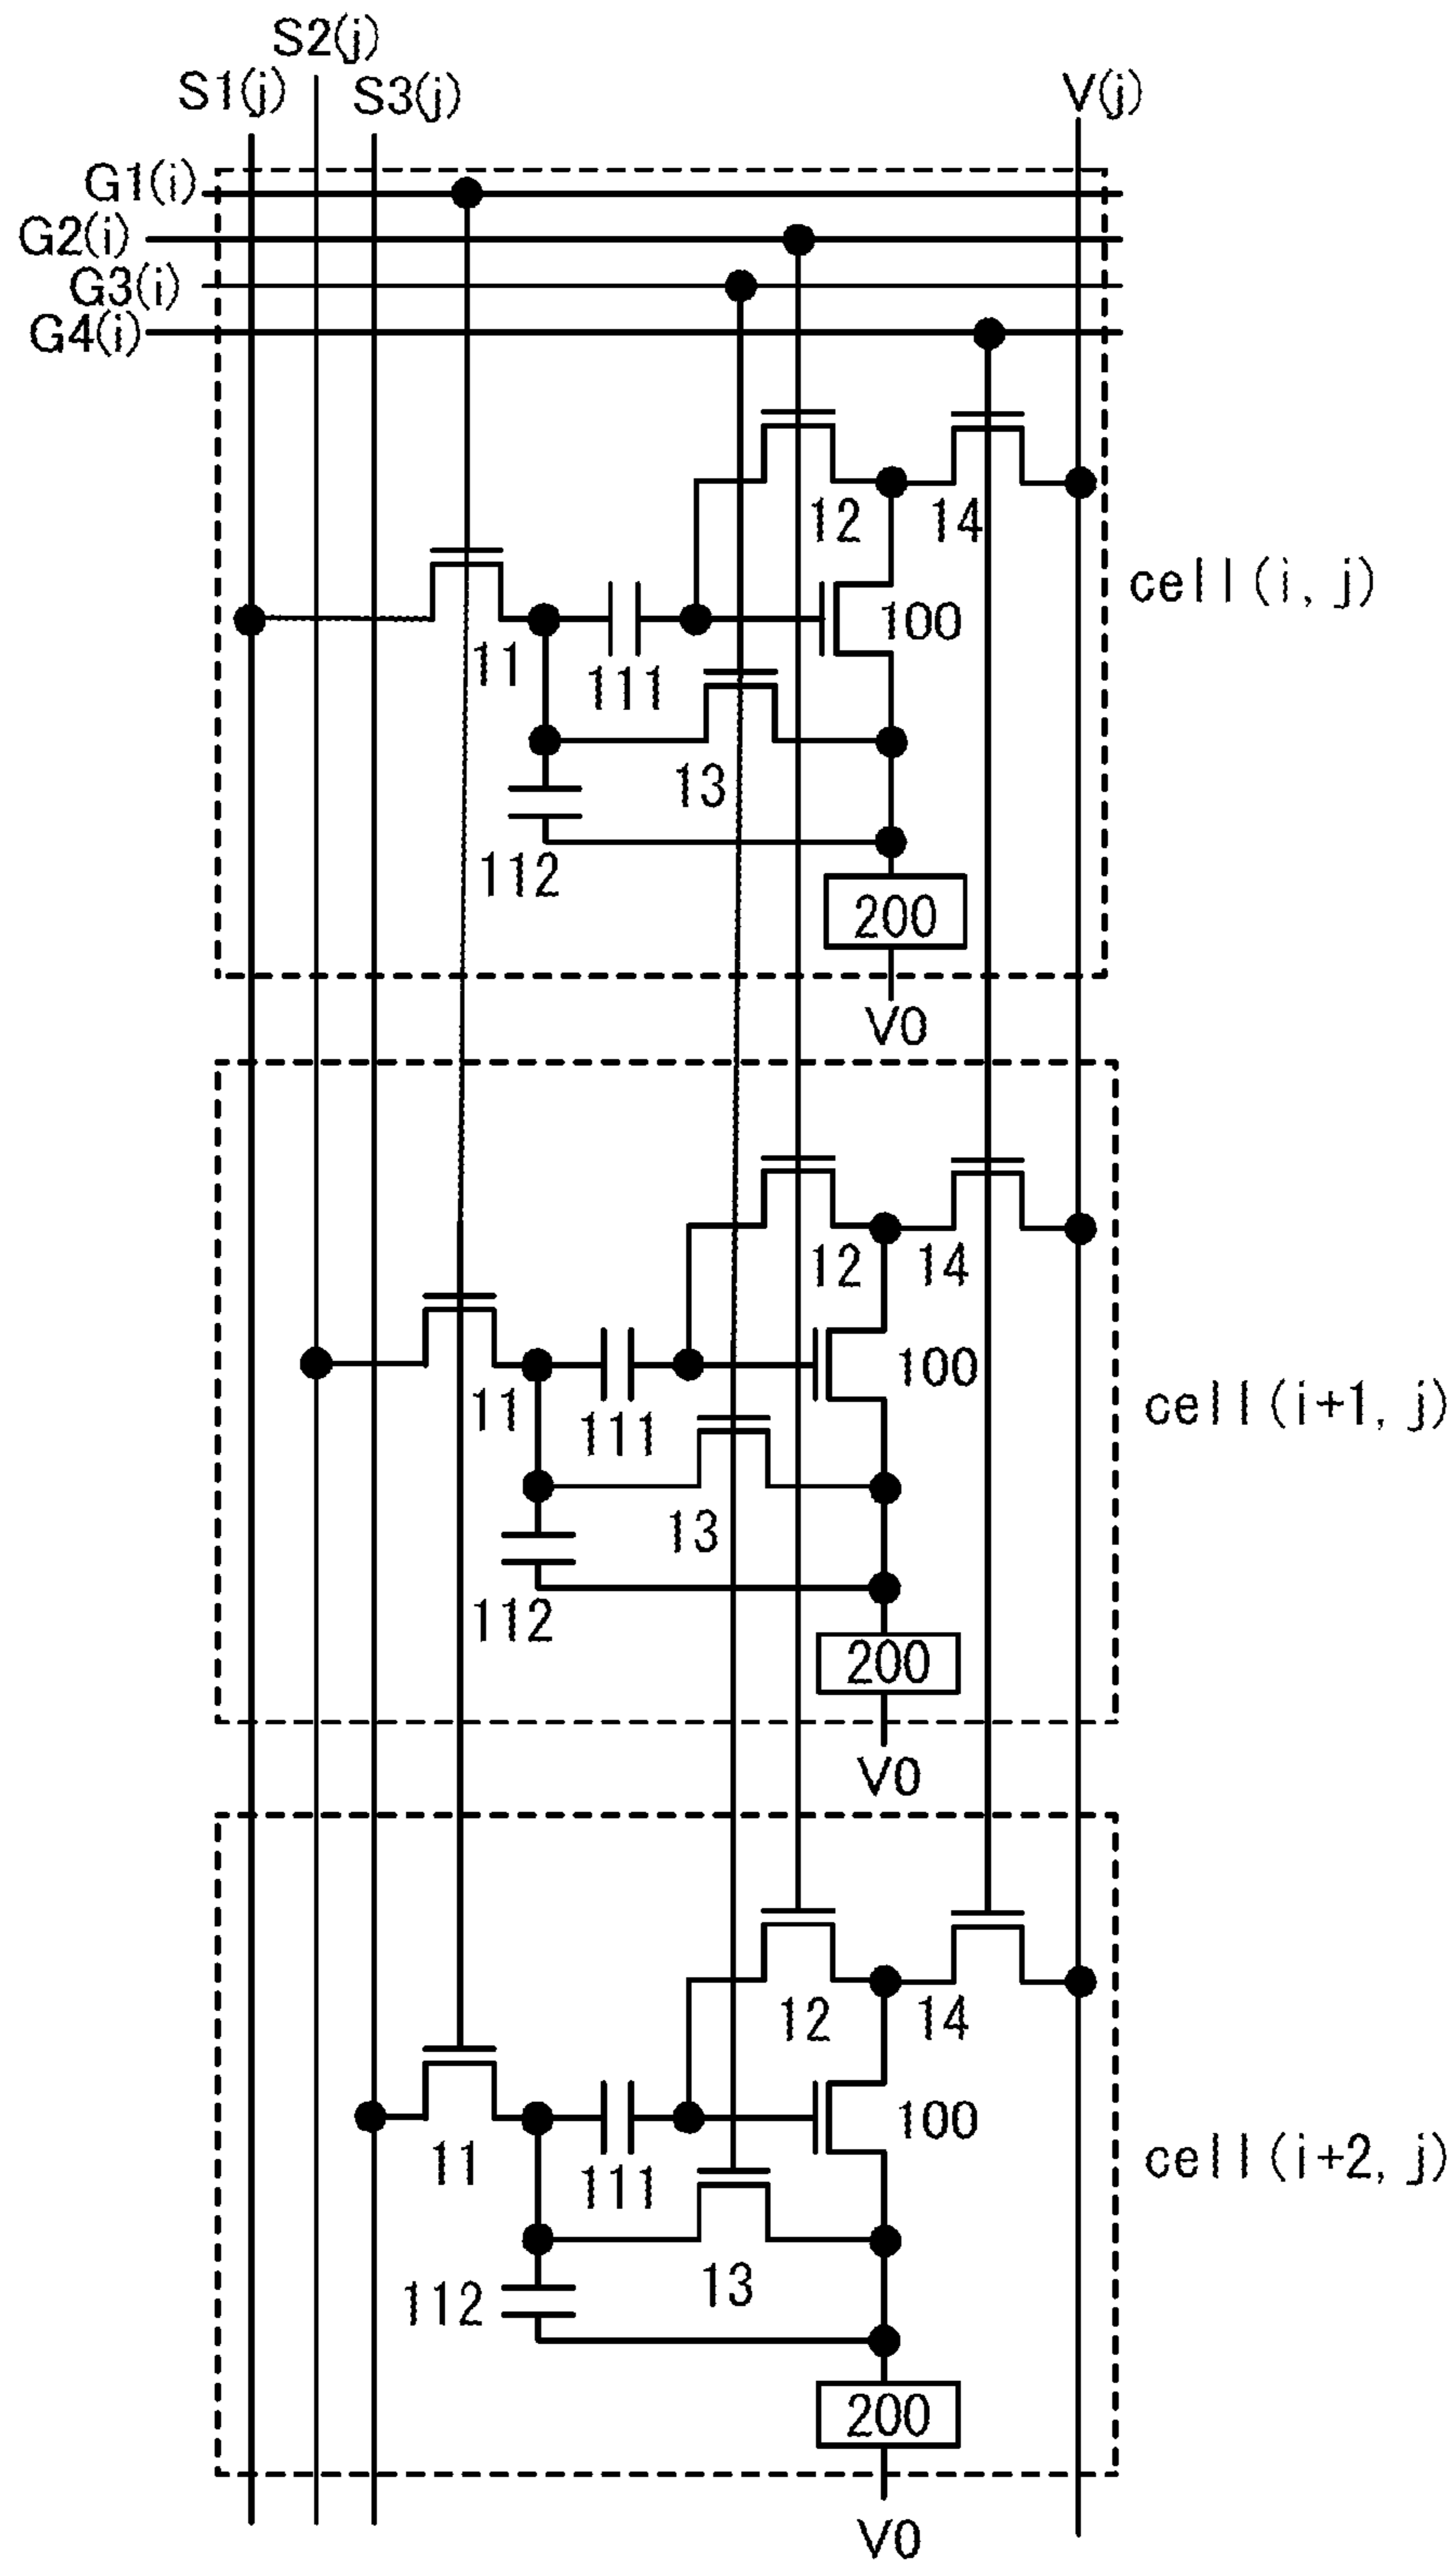 S2(j)
S1(j) S3(j) V(j)
G1(i)
G2(i)
G3(i)
G4(i)
12 14
cell(i, j)
100
11 111
13
112
200
V0
12 14
100
11 111 cell(i+1, j)
13
112
200
V0
12 14
100
11 111 cell(i+2, j)
112 13
200
V0